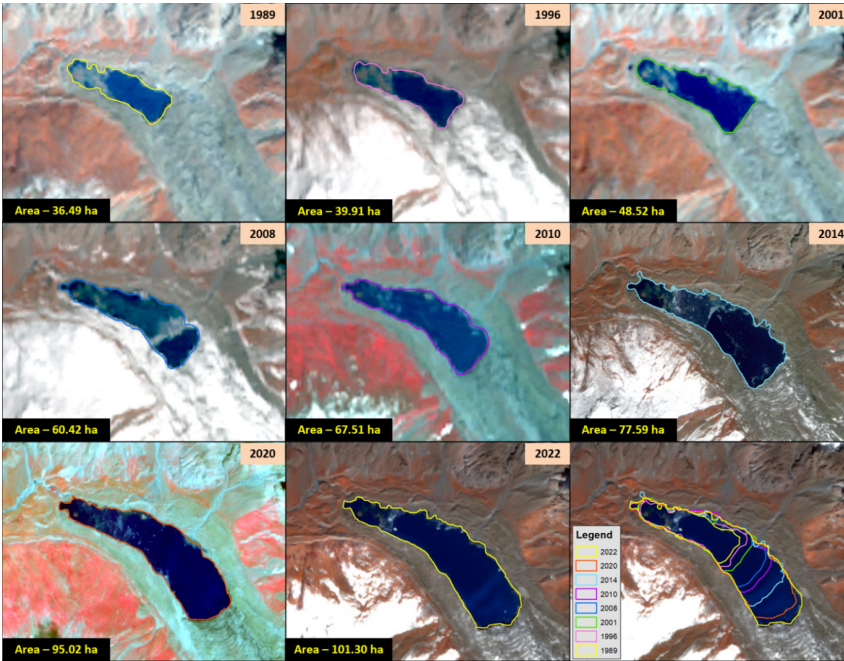 1989
1996
2001
Area – 36.49 ha
Area – 39.91 ha
Area – 48.52 ha
2008
2010
2014
Area – 60.42 ha
Area – 67.51 ha
Area – 77.59 ha
2020
2022
Area – 95.02 ha
Area – 101.30 ha
Legend
2022
2020
2014
2010
2008
2001
1996
1989